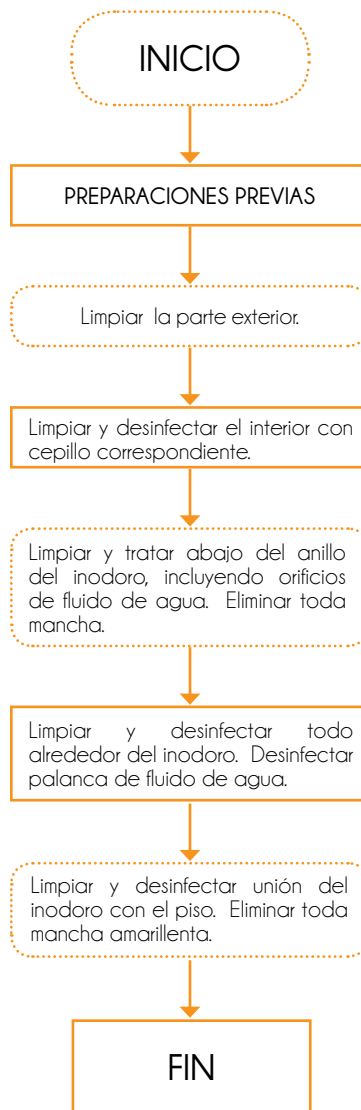 INICIO
PREPARACIONES PREVIAS
Limpiar la parte exterior.
Limpiar y desinfectar el interior con
cepillo correspondiente.
Limpiar y tratar abajo del anillo
del inodoro, incluyendo orificios
de fluido de agua. Eliminar toda
mancha.
Limpiar y desinfectar todo
alrededor del inodoro. Desinfectar
palanca de fluido de agua.
Limpiar y desinfectar unión del
inodoro con el piso. Eliminar toda
mancha amarillenta.
FIN